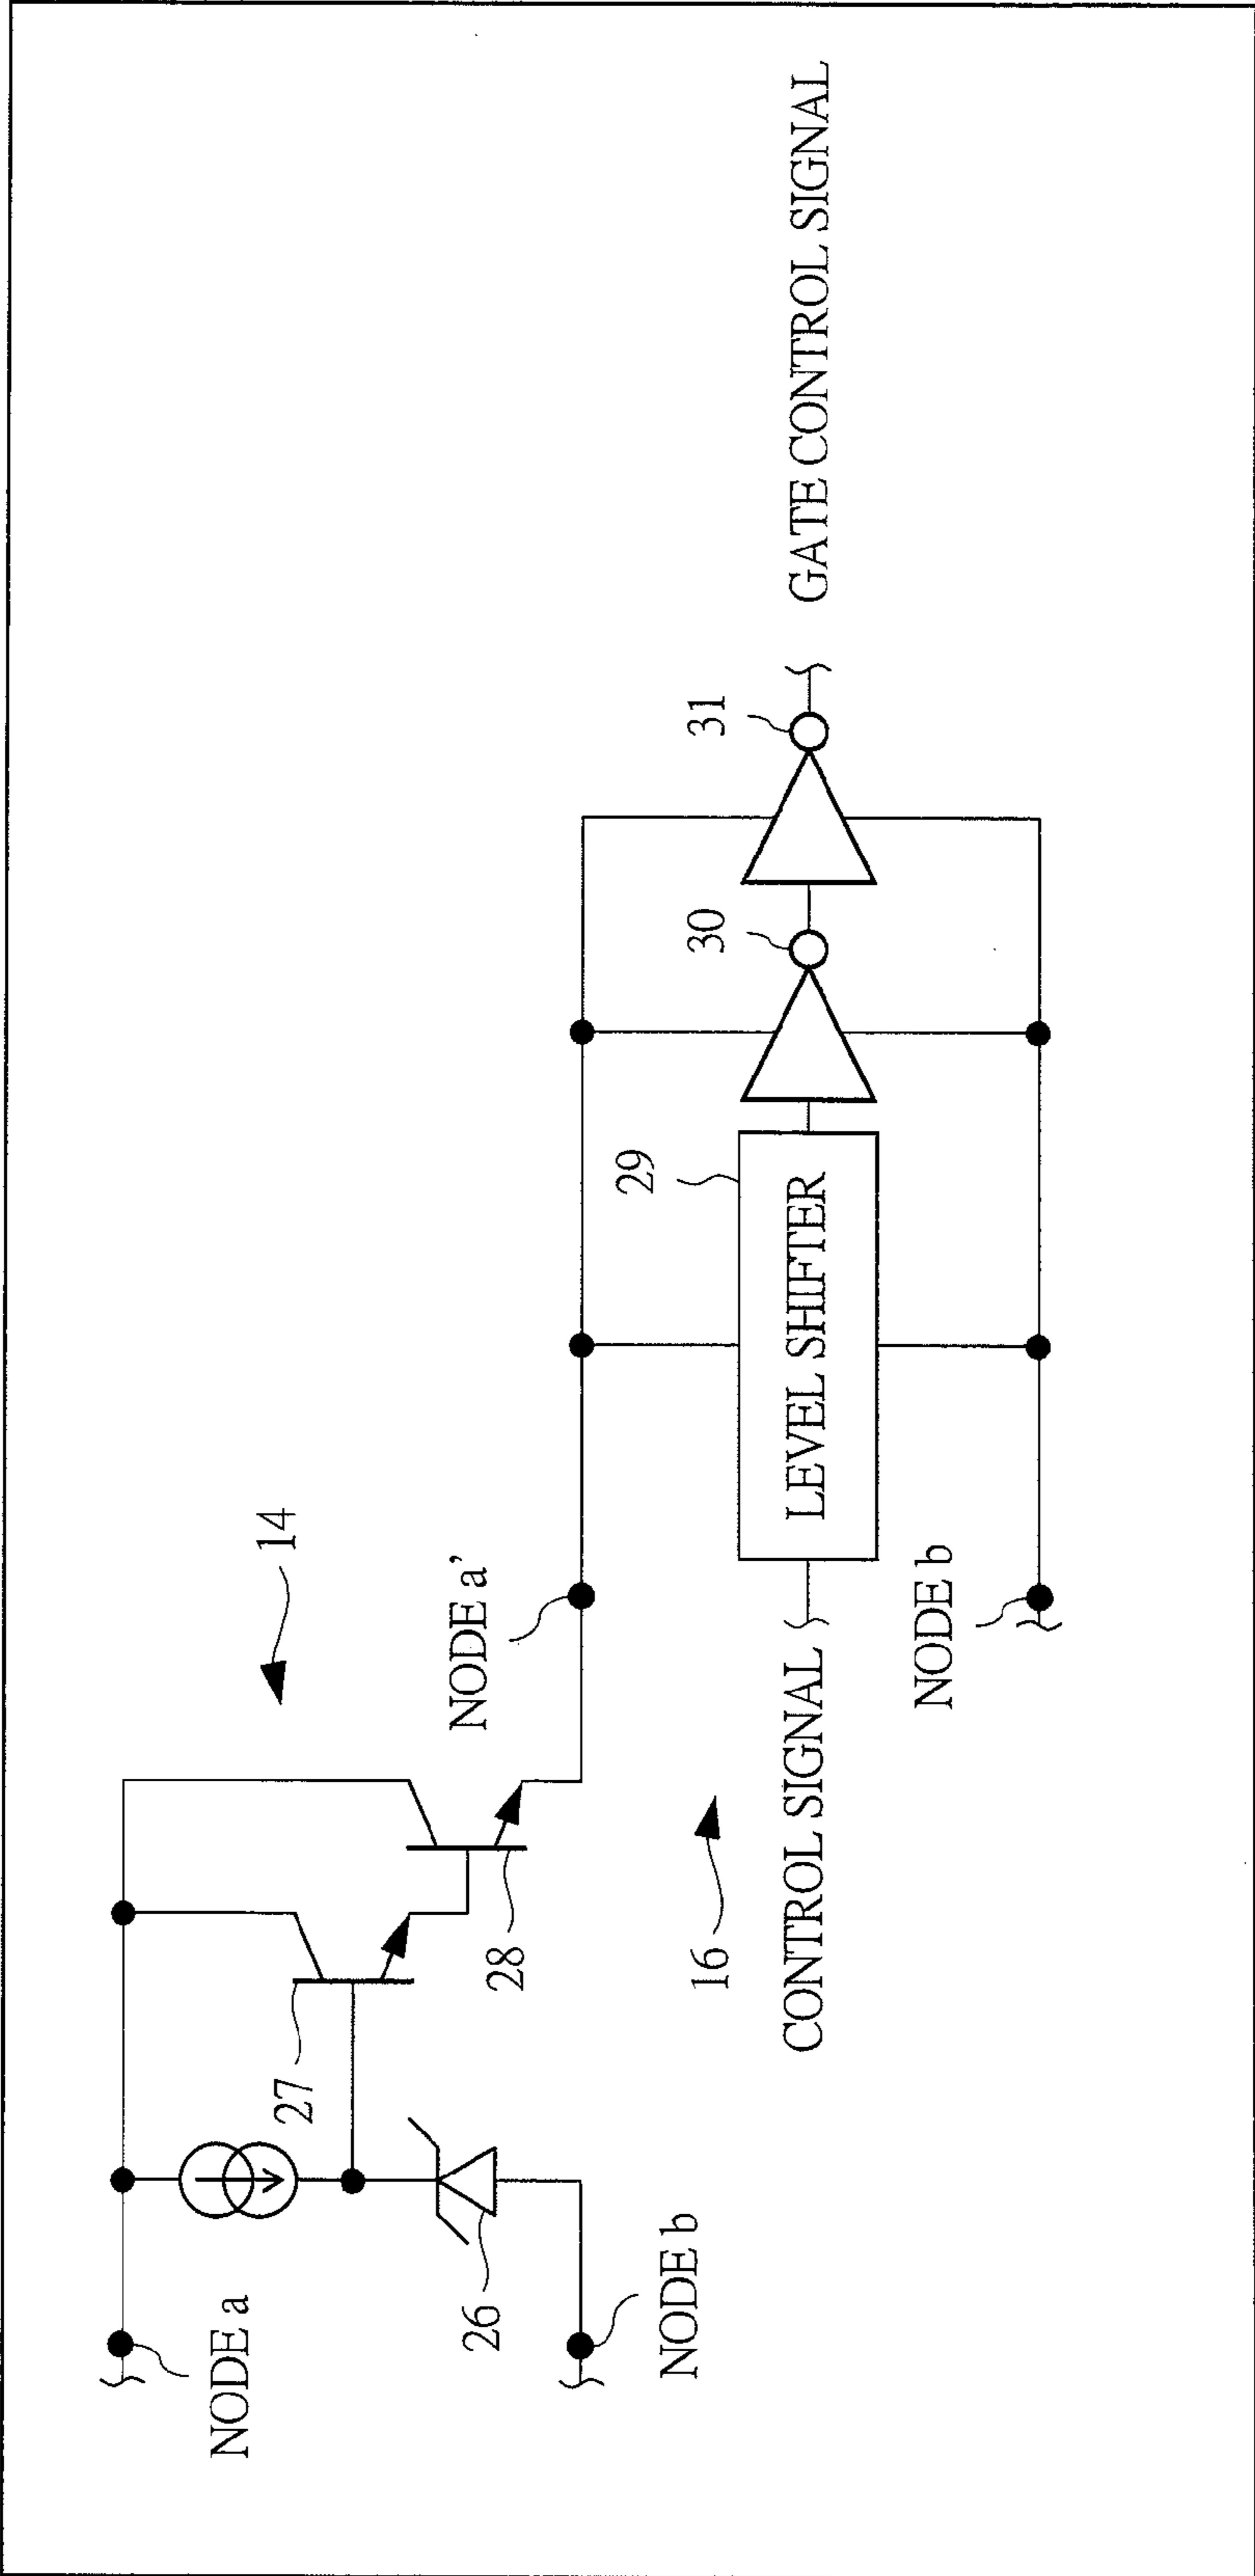 NODE a
27
26
NODE b
28
14
NODE a'
16
CONTROL SIGNAL
NODE b
LEVEL SHIFTER
29
30
31
GATE CONTROL SIGNAL